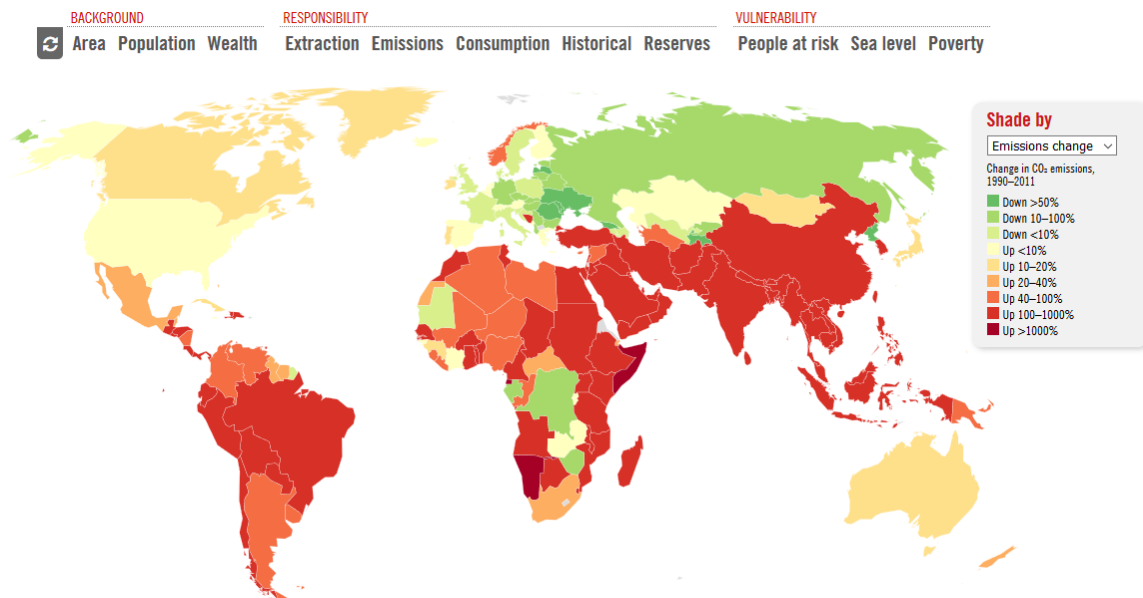 BACKGROUND RESPONSIBILITY VULNERABILITY
Area Population Wealth Extraction Emissions Consumption Historical Reserves People at risk Sea level Poverty
Shade by
Emissions change
Change in CO₂ emissions,
1990–2011
Down >50%
Down 10–100%
Down <10%
Up <10%
Up 10–20%
Up 20–40%
Up 40–100%
Up 100–1000%
Up >1000%